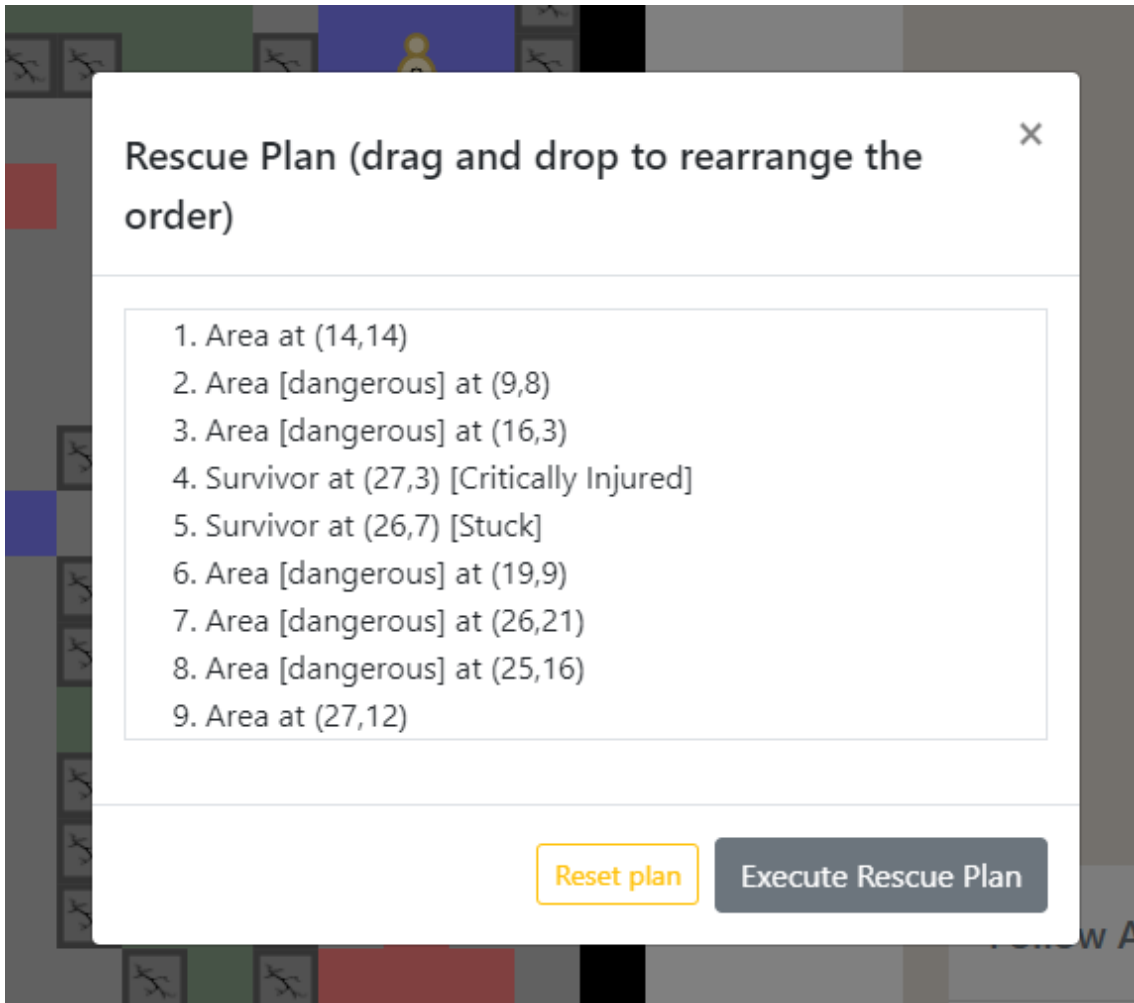 Rescue Plan (drag and drop to rearrange the
order)
×
1. Area at (14,14)
2. Area [dangerous] at (9,8)
3. Area [dangerous] at (16,3)
4. Survivor at (27,3) [Critically Injured]
5. Survivor at (26,7) [Stuck]
6. Area [dangerous] at (19,9)
7. Area [dangerous] at (26,21)
8. Area [dangerous] at (25,16)
9. Area at (27,12)
Reset plan
Execute Rescue Plan